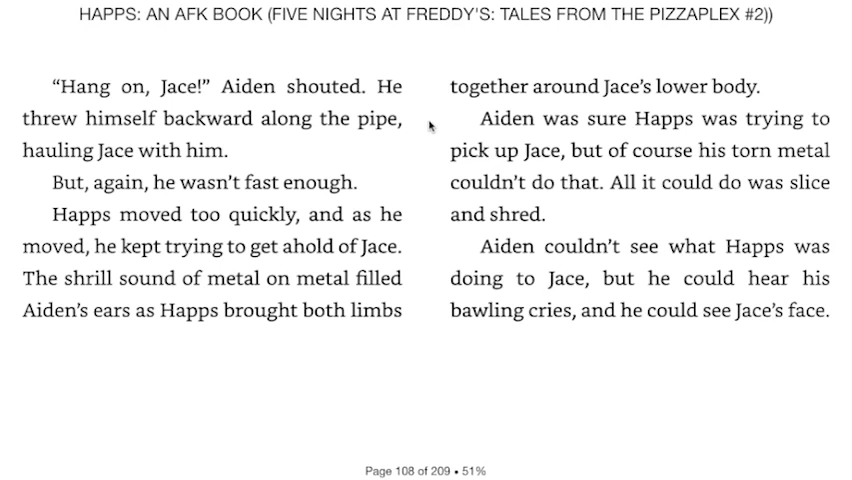 HAPPS: AN AFK BOOK (FIVE NIGHTS AT FREDDY'S: TALES FROM THE PIZZAPLEX #2))
“Hang on, Jace!” Aiden shouted. He
threw himself backward along the pipe,
hauling Jace with him.
But, again, he wasn’t fast enough.
Happs moved too quickly, and as he
moved, he kept trying to get ahold of Jace.
The shrill sound of metal on metal filled
Aiden’s ears as Happs brought both limbs
together around Jace’s lower body.
Aiden was sure Happs was trying to
pick up Jace, but of course his torn metal
couldn’t do that. All it could do was slice
and shred.
Aiden couldn’t see what Happs was
doing to Jace, but he could hear his
bawling cries, and he could see Jace’s face.
Page 108 of 209 • 51%